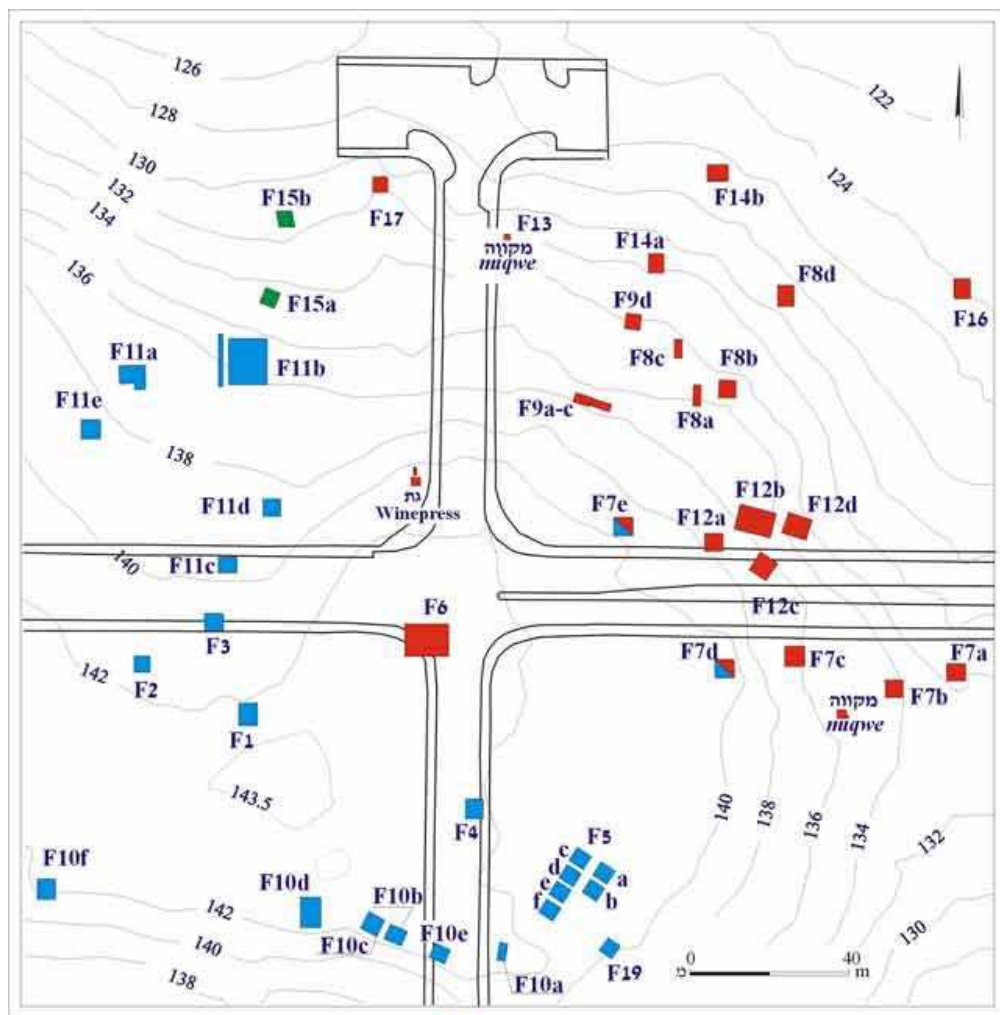 126
122
128
130
124
132
F15b
F14b
134
F17
F13
מקווה
miqwe
F14a
136
F8d
F15a
F9d
F16
F11a
F8c
F8b
F11b
F11e
F9a-c
F8a
138
F12b
גת
Winepress
F7e
F12d
F11d
F12a
140
F11c
F12c
F6
F3
F7d
F7c
F7a
142
F2
מקווה
miqwe
F7b
F1
143.5
140
138
136
134
132
F4
F5
c
d
e
f
a
b
F10f
F10d
F10b
142
130
F10c
F10e
140
F19
0
40
מ
m
138
F10a